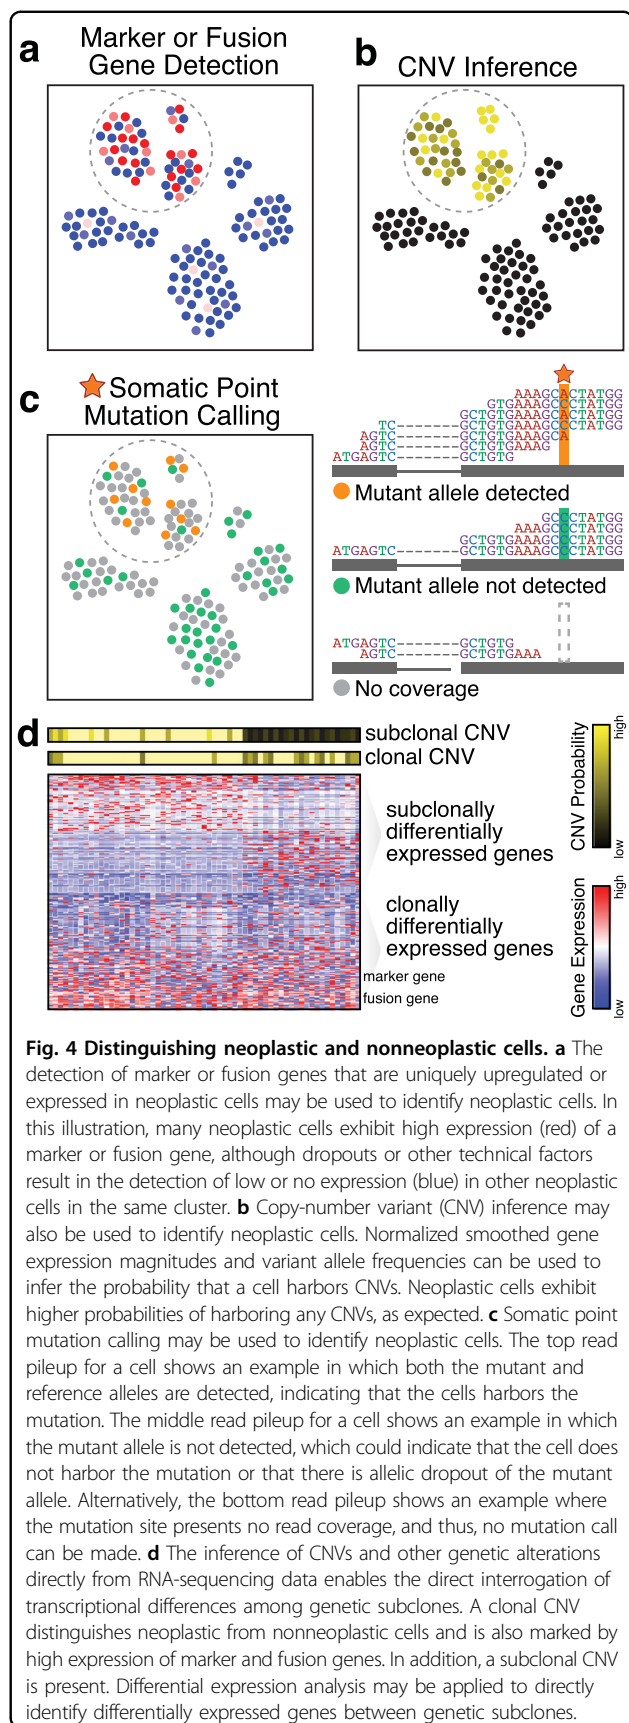 a
Marker or Fusion
Gene Detection
b
CNV Inference
c
Somatic Point
Mutation Calling
AAAGCACTATGG
GTGAAAGCCCTATGG
GCTGTGAAAGCACTATGG
TC-------GCTGTGAAAGCCCTATGG
AGTC-------GCTGTGAAAGCA
AGTC-------GCTGTGAAAG
ATGAGTC-------GCTGTG
Mutant allele detected
GCCCTATGG
AAAGCCCTATGG
GCTGTGAAAGCCCTATGG
ATGAGTC-------GCTGTGAAAGCCCTATGG
Mutant allele not detected
ATGAGTC-------GCTGTG
AGTC-------GCTGTGAAA
No coverage
d
subclonal CNV
clonal CNV
subclonally
differentially
expressed genes
clonally
differentially
expressed genes
marker gene
fusion gene
CNV Probability
high
low
Gene Expression
high
low
Fig. 4 Distinguishing neoplastic and nonneoplastic cells. a The
detection of marker or fusion genes that are uniquely upregulated or
expressed in neoplastic cells may be used to identify neoplastic cells. In
this illustration, many neoplastic cells exhibit high expression (red) of a
marker or fusion gene, although dropouts or other technical factors
result in the detection of low or no expression (blue) in other neoplastic
cells in the same cluster. b Copy-number variant (CNV) inference may
also be used to identify neoplastic cells. Normalized smoothed gene
expression magnitudes and variant allele frequencies can be used to
infer the probability that a cell harbors CNVs. Neoplastic cells exhibit
higher probabilities of harboring any CNVs, as expected. c Somatic point
mutation calling may be used to identify neoplastic cells. The top read
pileup for a cell shows an example in which both the mutant and
reference alleles are detected, indicating that the cells harbors the
mutation. The middle read pileup for a cell shows an example in which
the mutant allele is not detected, which could indicate that the cell does
not harbor the mutation or that there is allelic dropout of the mutant
allele. Alternatively, the bottom read pileup shows an example where
the mutation site presents no read coverage, and thus, no mutation call
can be made. d The inference of CNVs and other genetic alterations
directly from RNA-sequencing data enables the direct interrogation of
transcriptional differences among genetic subclones. A clonal CNV
distinguishes neoplastic from nonneoplastic cells and is also marked by
high expression of marker and fusion genes. In addition, a subclonal CNV
is present. Differential expression analysis may be applied to directly
identify differentially expressed genes between genetic subclones.